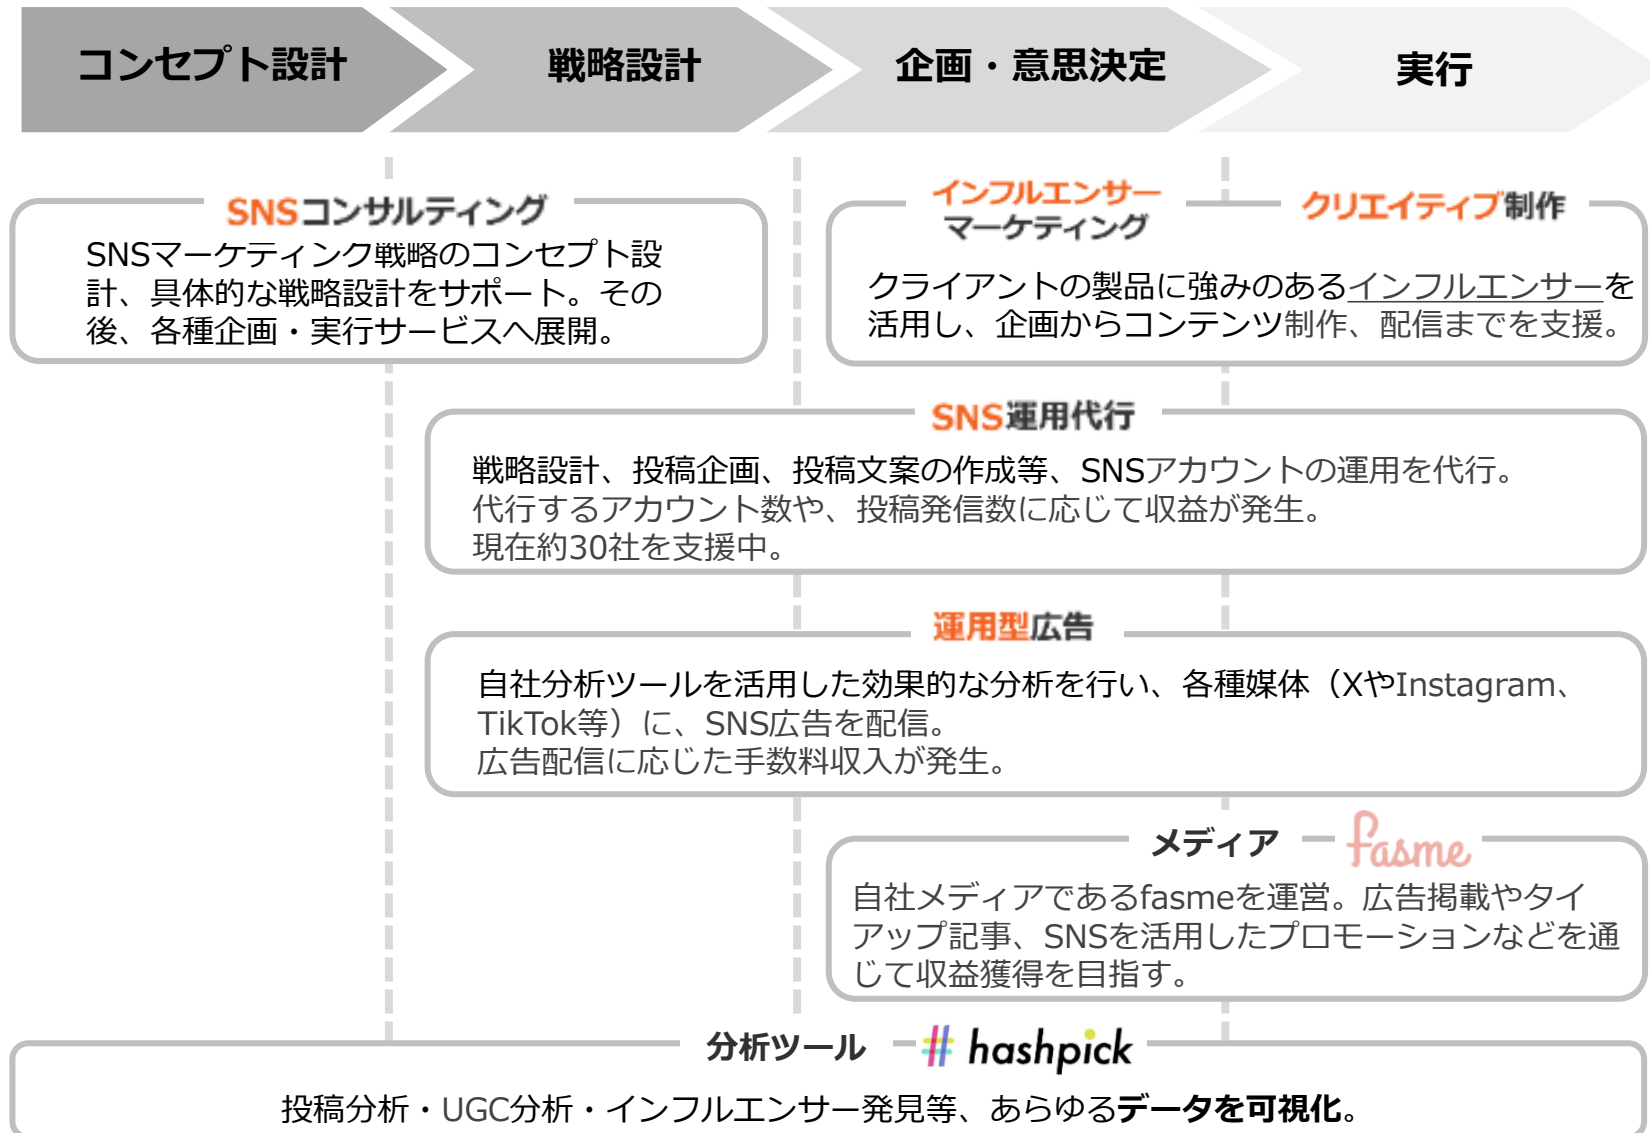 コンセプト設計
戦略設計
企画・意思決定
実行
SNSコンサルティング
SNSマーケティング戦略のコンセプト設
計、具体的な戦略設計をサポート。その
後、各種企画・実行サービスへ展開。
インフルエンサー
マーケティング
クリエイティブ制作
クライアントの製品に強みのあるインフルエンサーを
活用し、企画からコンテンツ制作、配信までを支援。
SNS運用代行
戦略設計、投稿企画、投稿文案の作成等、SNSアカウントの運用を代行。
代行するアカウント数や、投稿発信数に応じて収益が発生。
現在約30社を支援中。
運用型広告
自社分析ツールを活用した効果的な分析を行い、各種媒体（XやInstagram、
TikTok等）に、SNS広告を配信。
広告配信に応じた手数料収入が発生。
メディア fasme
自社メディアであるfasmeを運営。広告掲載やタイ
アップ記事、SNSを活用したプロモーションなどを通
じて収益獲得を目指す。
分析ツール # hashpick
投稿分析・UGC分析・インフルエンサー発見等、あらゆるデータを可視化。